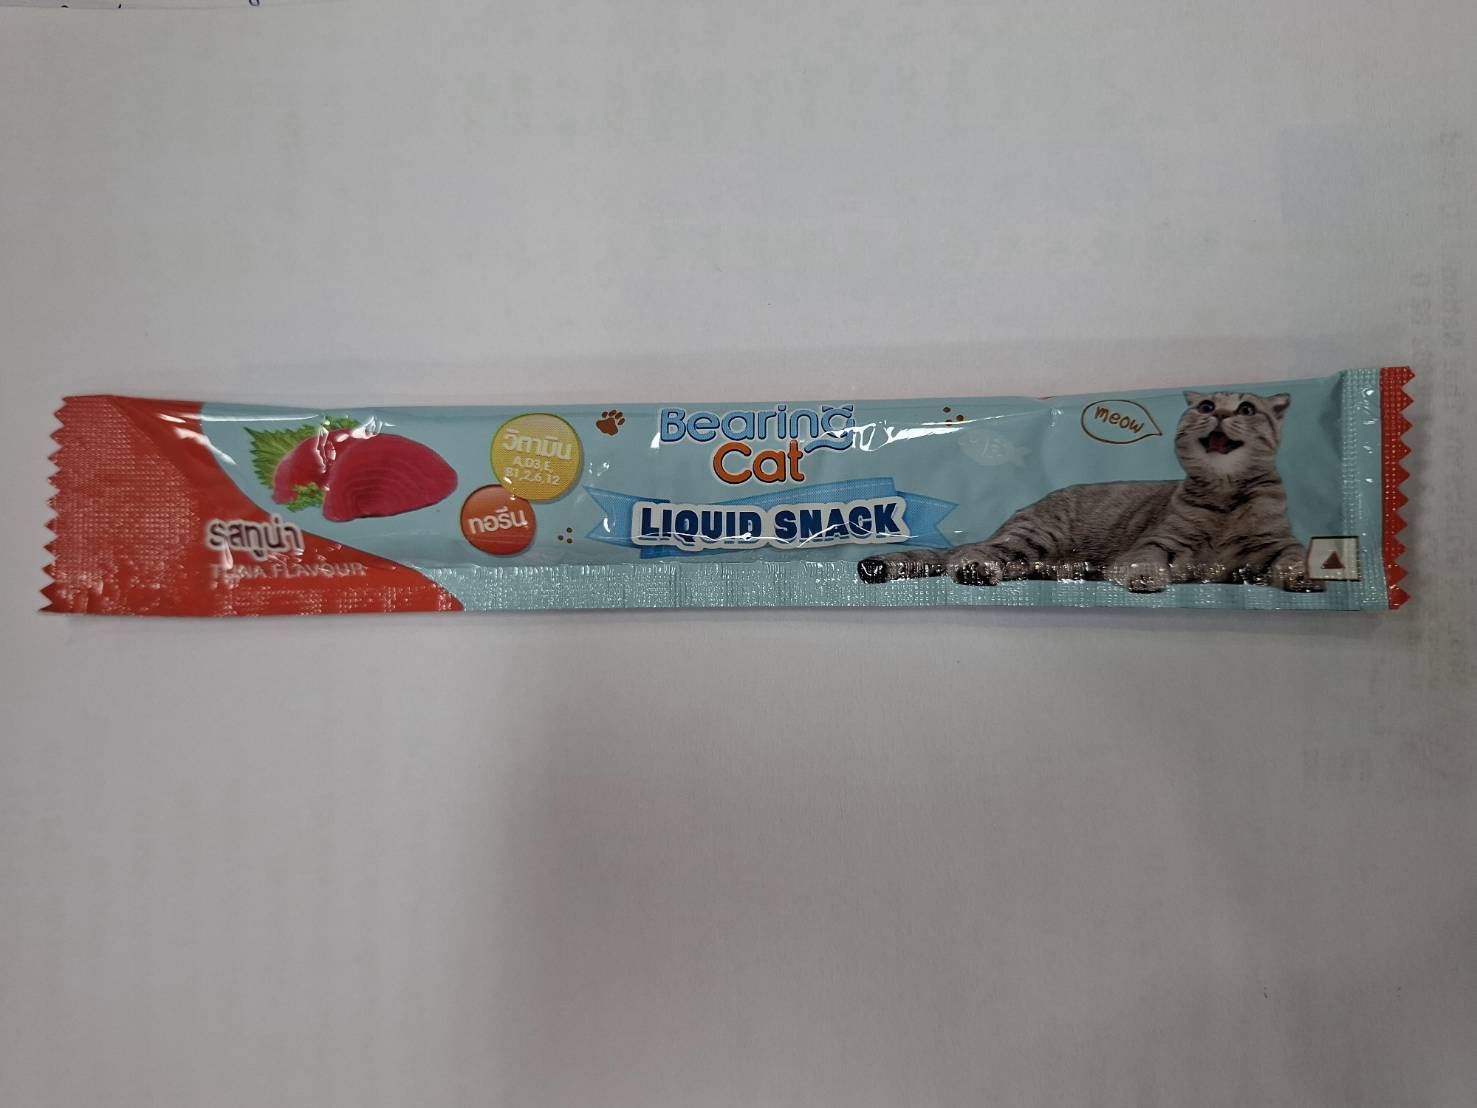 วิตามิน
A,D3,E,
B1,2,6,12
ทอรีน
Bearing
Cat
LIQUID SNACK
meow
รสทูน่า
TUNA FLAVOUR